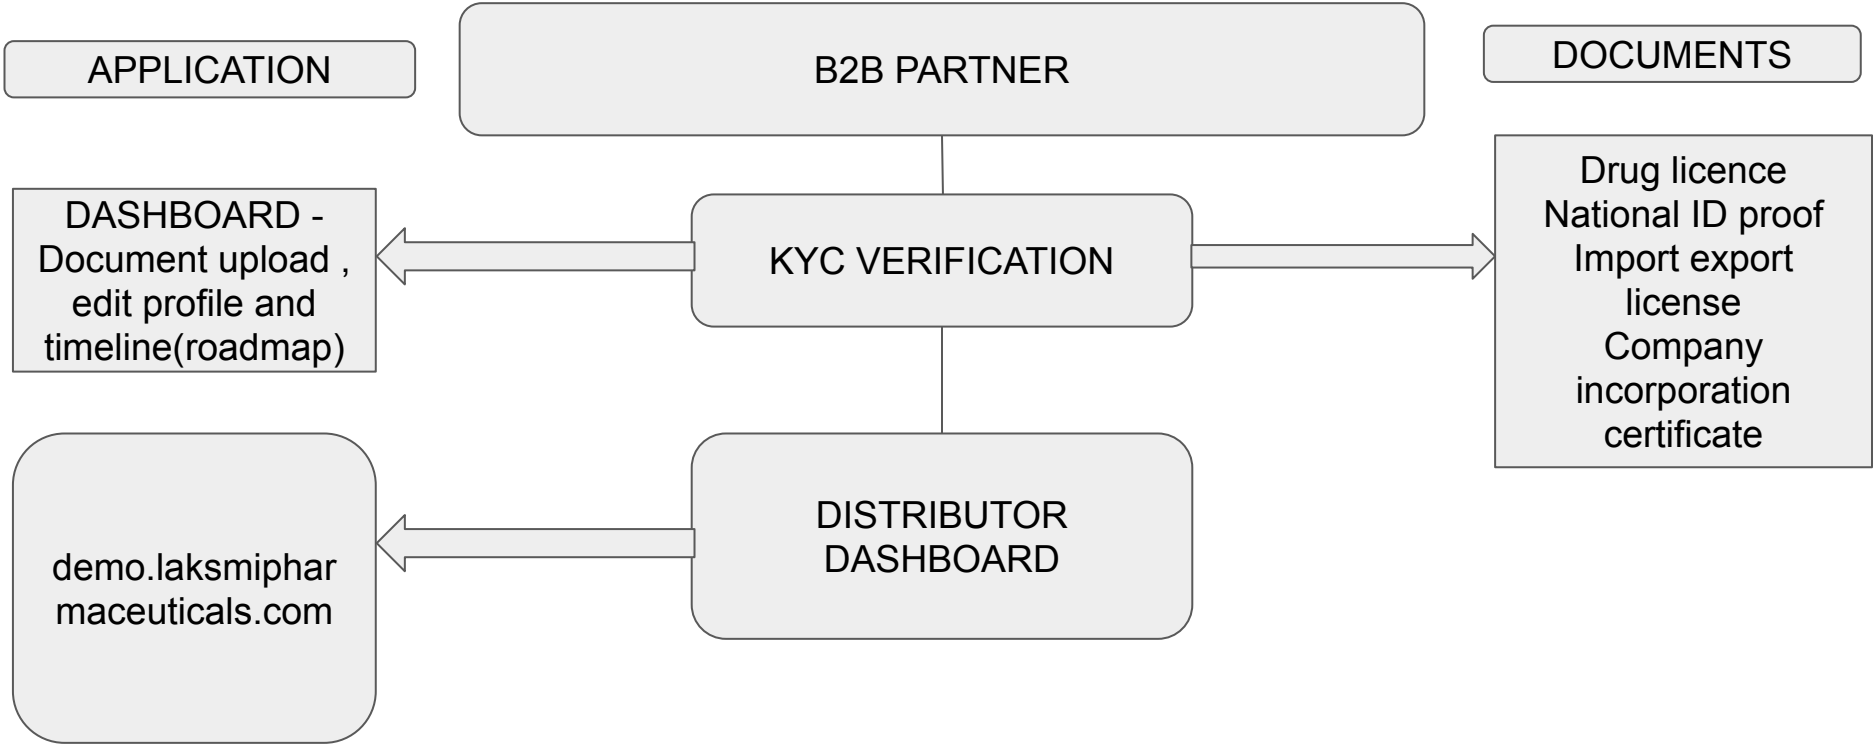 APPLICATION
B2B PARTNER
DOCUMENTS
DASHBOARD -
Document upload ,
edit profile and
timeline(roadmap)
KYC VERIFICATION
Drug licence
National ID proof
Import export
license
Company
incorporation
certificate
demo.laksmiphar
maceuticals.com
DISTRIBUTOR
DASHBOARD